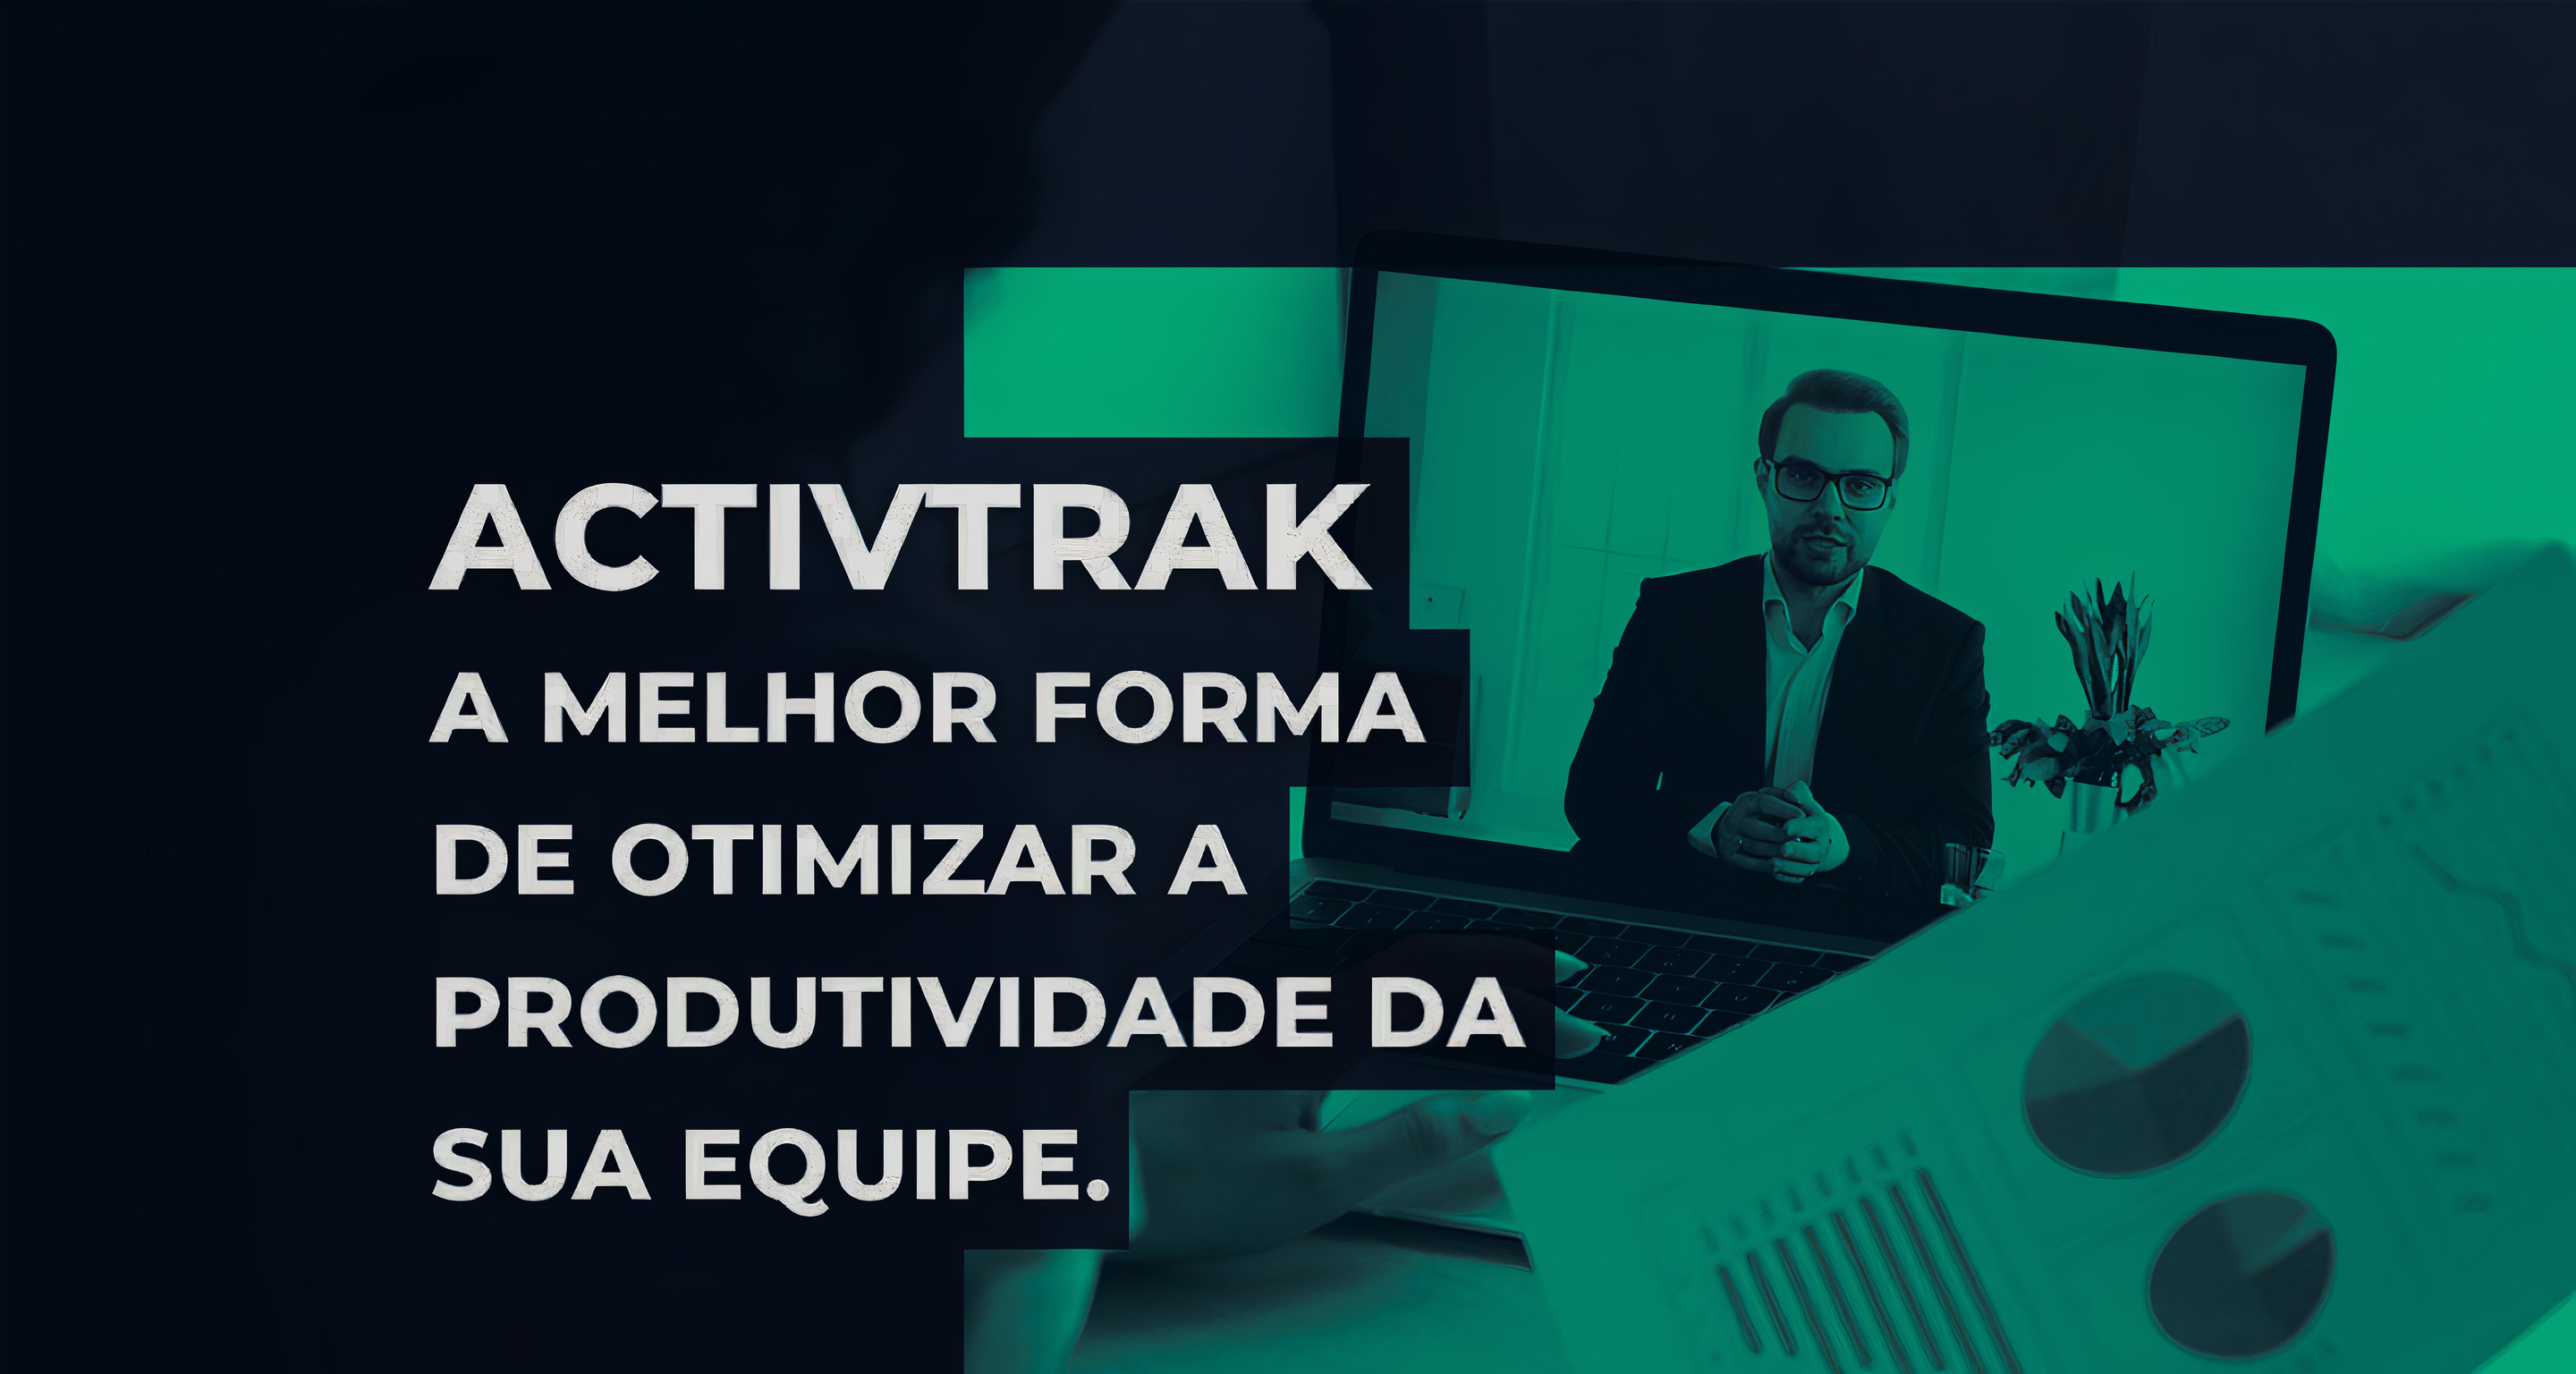 ACTIVTRAK
A MELHOR FORMA
DE OTIMIZAR A
PRODUTIVIDADE DA
SUA EQUIPE.